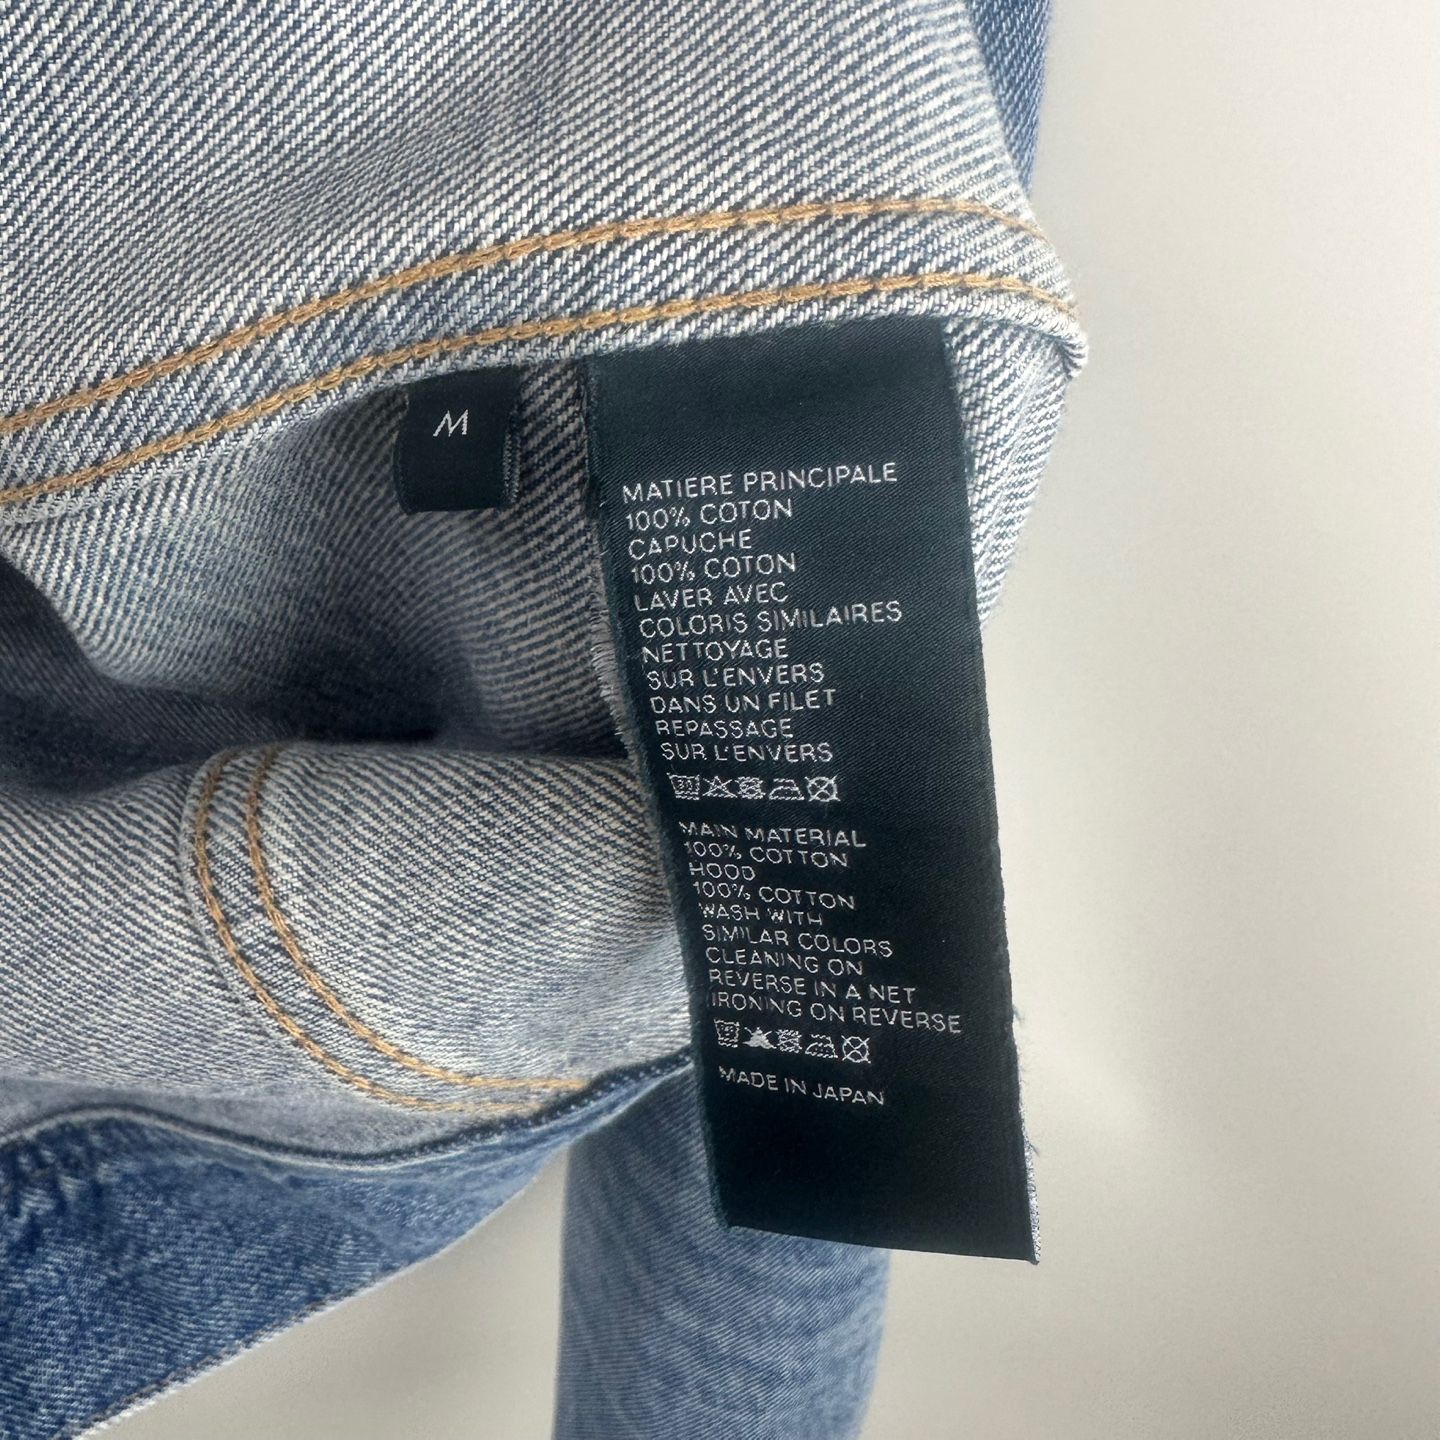 M
MATIERE PRINCIPALE
100% COTON
CAPUCHE
100% COTON
LAVER AVEC
COLORIS SIMILAIRES
NETTOYAGE
SUR L'ENVERS
DANS UN FILET
REPASSAGE
SUR L'ENVERS
30
MAIN MATERIAL
100% COTTON
HOOD
100% COTTON
WASH WITH
SIMILAR COLORS
CLEANING ON
REVERSE IN A NET
IRONING ON REVERSE
MADE IN JAPAN